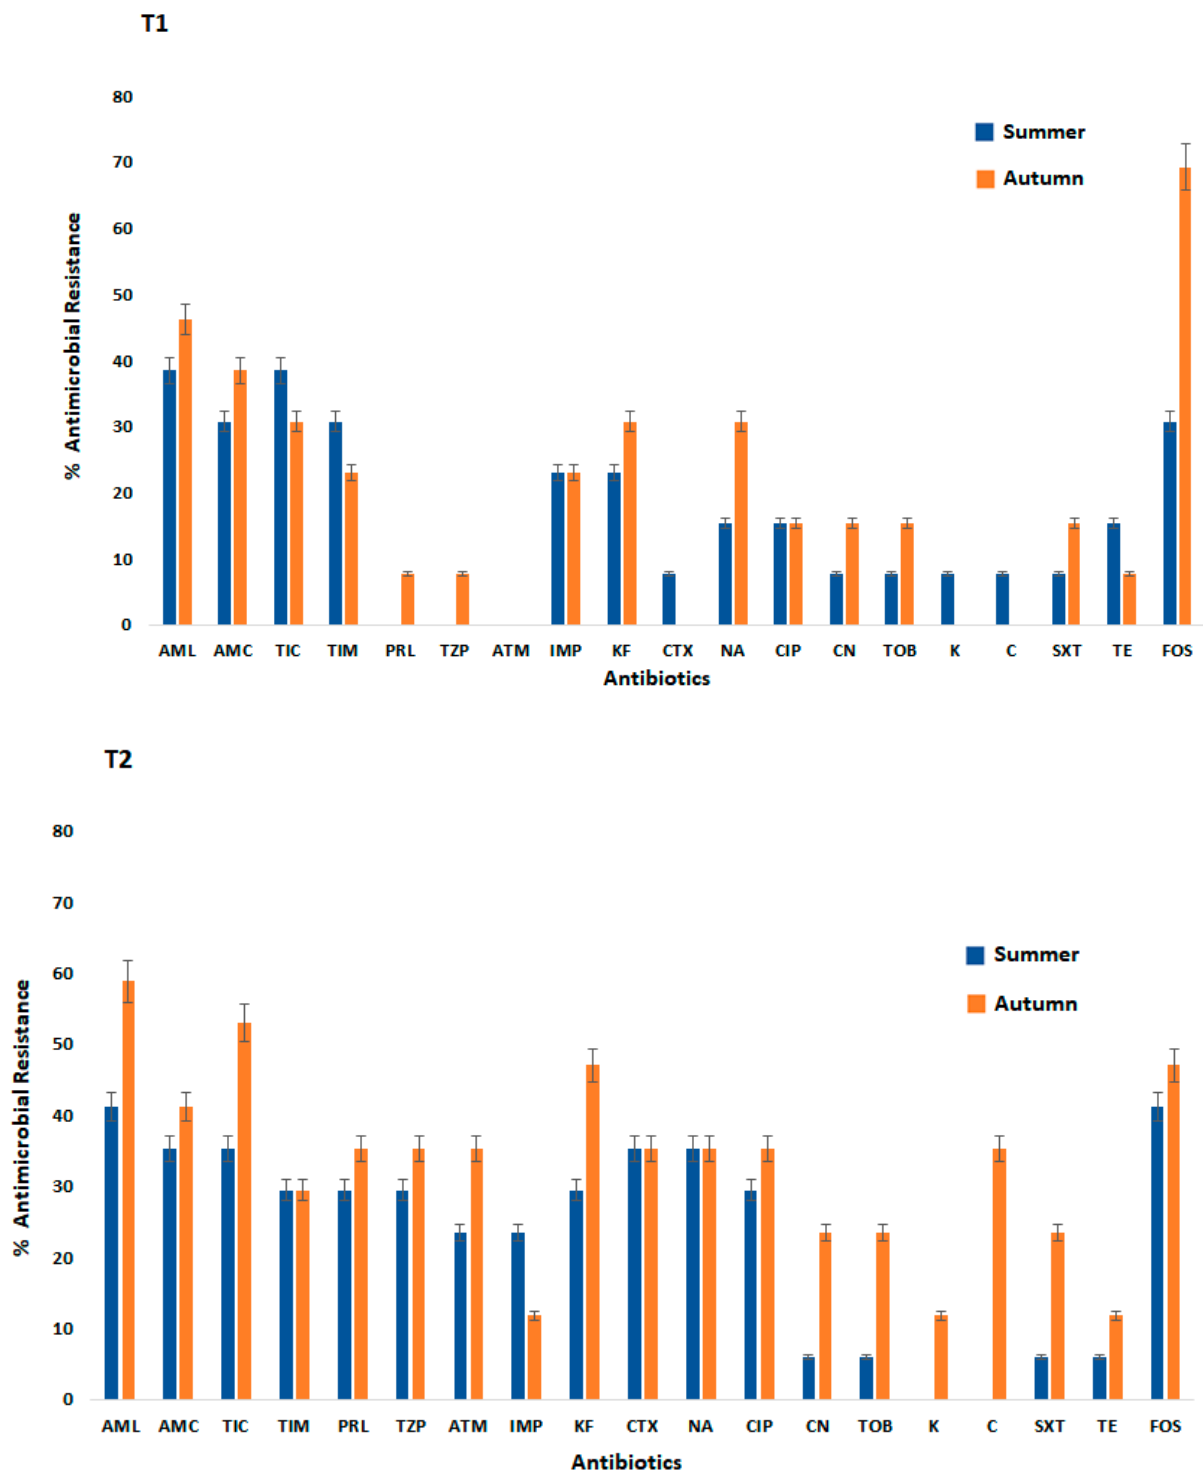 T1
80
70
60
50
40
30
20
10
0
% Antimicrobial Resistance
Summer
Autumn
AML AMC TIC TIM PRL TZP ATM IMP KF CTX NA CIP CN TOB K C SXT TE FOS
Antibiotics
T2
80
70
60
50
40
30
20
10
0
% Antimicrobial Resistance
Summer
Autumn
AML AMC TIC TIM PRL TZP ATM IMP KF CTX NA CIP CN TOB K C SXT TE FOS
Antibiotics